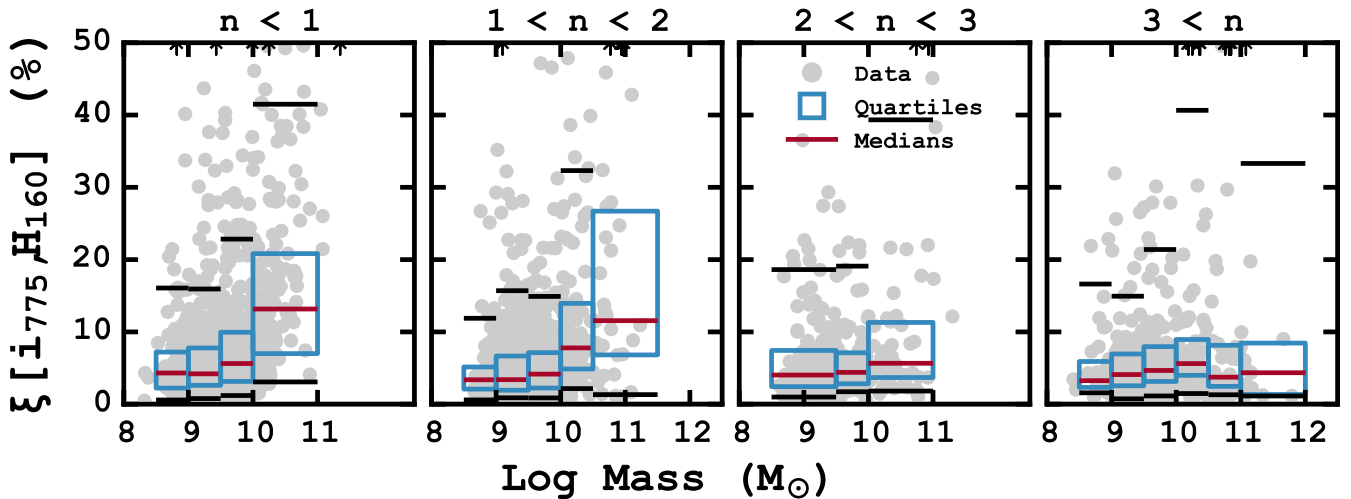 n < 1
1 < n < 2
2 < n < 3
3 < n
ξ [i775,H160] (%)
50
40
30
20
10
0
Data
Quartiles
Medians
8 9 10 11
8 9 10 11 12
8 9 10 11
8 9 10 11 12
Log Mass (M⊙)